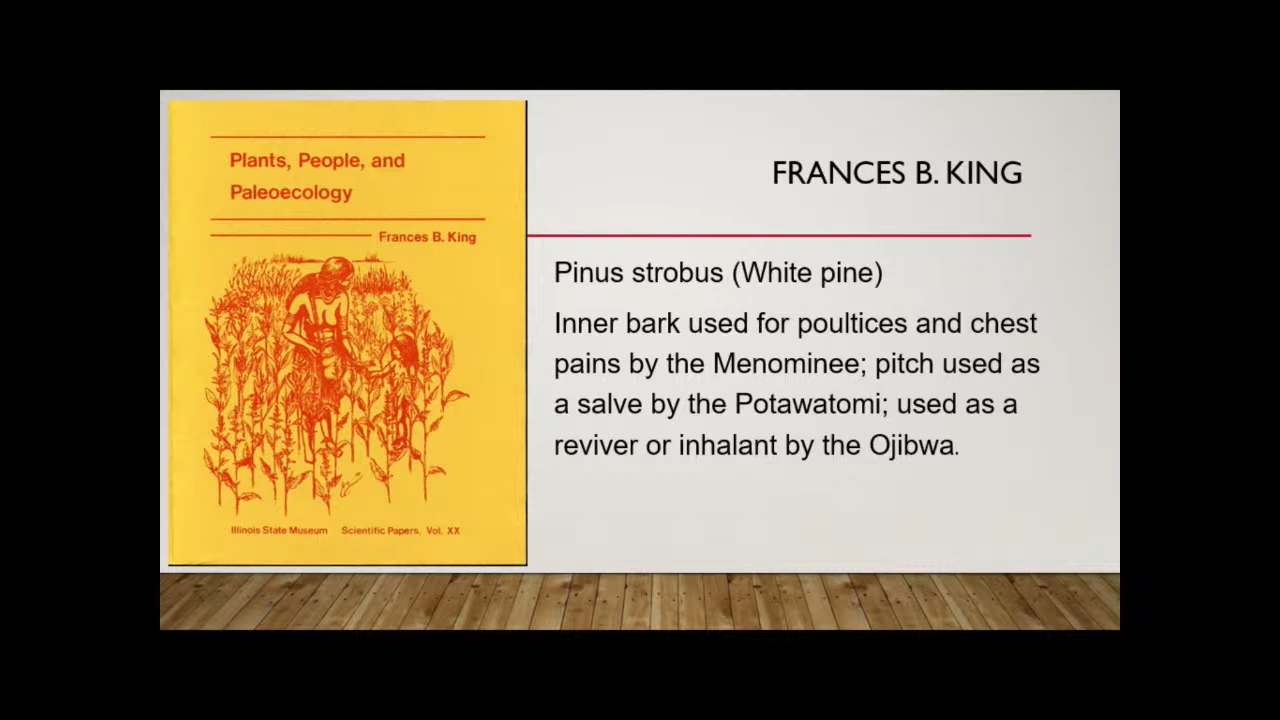 Plants, People, and
Paleoecology
Frances B. King
Illinois State Museum Scientific Papers, Vol. XX
FRANCES B. KING
Pinus strobus (White pine)
Inner bark used for poultices and chest
pains by the Menominee; pitch used as
a salve by the Potawatomi; used as a
reviver or inhalant by the Ojibwa.